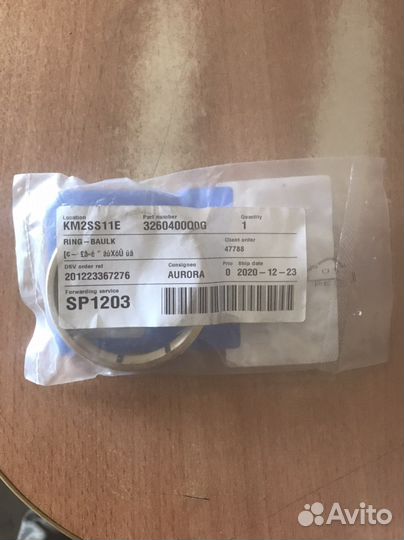 Location Part number Quantity
KM2SS11E 3260400Q0G 1
RING-BAULK Client order
47788
DSV order ref Consignee Prio Ship date
201223367276 AURORA 0 2020-12-23
Forwarding service
SP1203
Avito